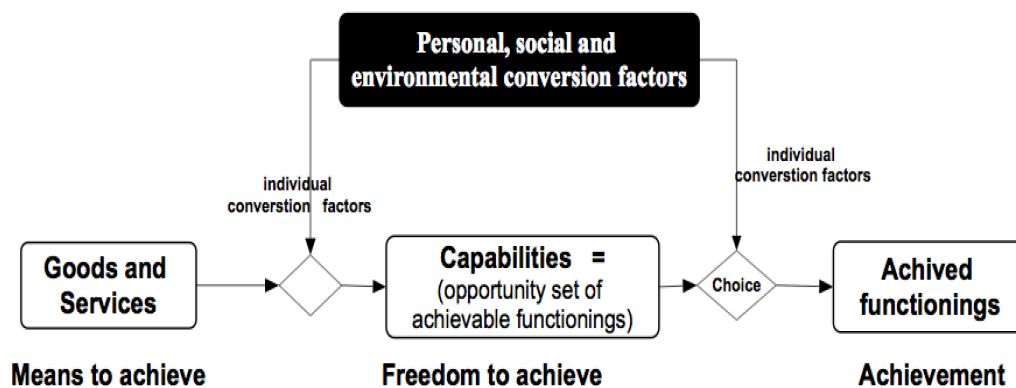 Personal, social and
environmental conversion factors
individual
converstion factors
individual
converstion factors
Goods and
Services
Capabilities =
(opportunity set of
achievable functionings)
Choice
Achived
functionings
Means to achieve
Freedom to achieve
Achievement